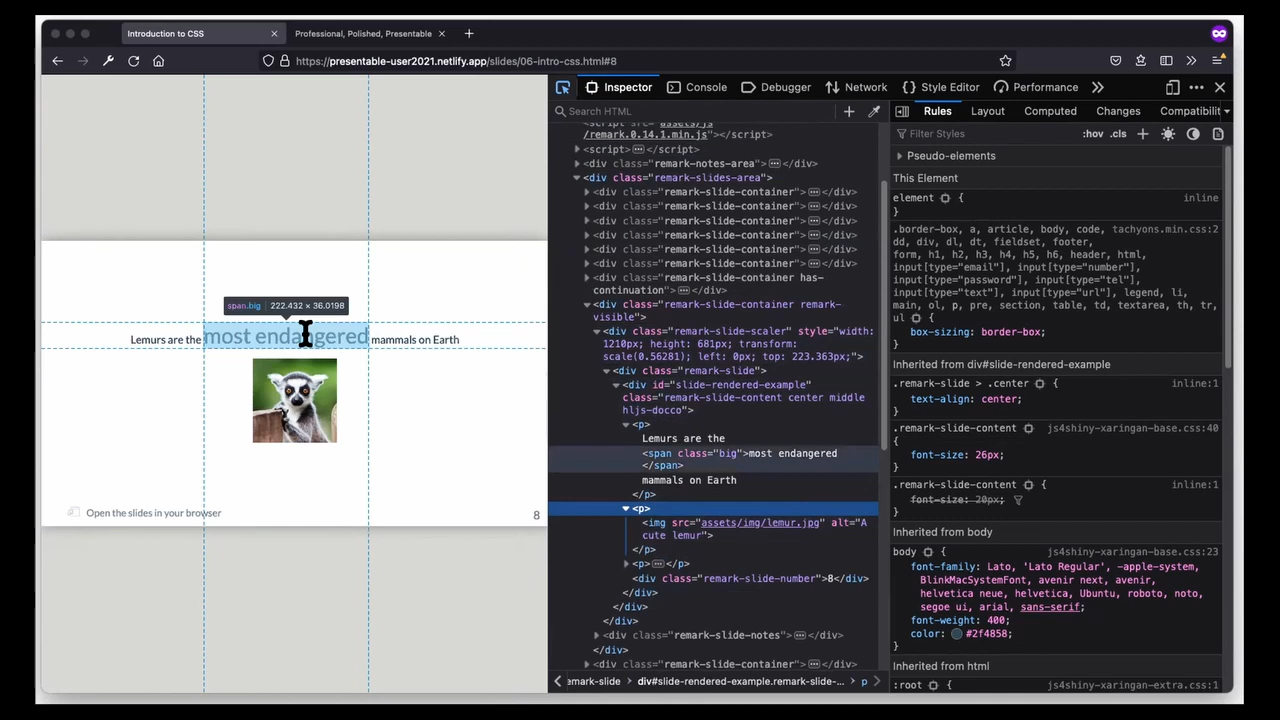 Introduction to CSS
Professional, Polished, Presentable
https://presentable-user2021.netlify.app/slides/06-intro-css.html#8
span.big 222.432 × 36.0198
Lemurs are the most endangered mammals on Earth
Open the slides in your browser
8
Inspector Console Debugger Network Style Editor Performance
Search HTML
<script src="assets/js
/remark.0.14.1.min.js"></script>
<script> </script>
<div class="remark-notes-area"> </div>
<div class="remark-slides-area">
<div class="remark-slide-container"> </div>
<div class="remark-slide-container"> </div>
<div class="remark-slide-container"> </div>
<div class="remark-slide-container"> </div>
<div class="remark-slide-container"> </div>
<div class="remark-slide-container"> </div>
<div class="remark-slide-container has-
continuation"> </div>
<div class="remark-slide-container remark-
visible">
<div class="remark-slide-scaler" style="width:
1210px; height: 681px; transform:
scale(0.56281); left: 0px; top: 223.363px;">
<div class="remark-slide">
<div id="slide-rendered-example"
class="remark-slide-content center middle
hljs-docco">
<p>
Lemurs are the
<span class="big">most endangered
</span>
mammals on Earth
</p>
<p>
<img src="assets/img/lemur.jpg" alt="A
cute lemur">
</p>
<p> </p>
<div class="remark-slide-number">8</div>
</div>
</div>
</div>
<div class="remark-slide-notes"> </div>
</div>
<div class="remark-slide-container"> </div>
emark-slide div#slide-rendered-example.remark-slide-... p
Rules Layout Computed Changes Compatibilit
Filter Styles :hov .cls
Pseudo-elements
This Element
element { inline
}
.border-box, a, article, body, code, tachyons.min.css:2
dd, div, dl, dt, fieldset, footer,
form, h1, h2, h3, h4, h5, h6, header, html,
input[type="email"], input[type="number"],
input[type="password"], input[type="tel"],
input[type="text"], input[type="url"], legend, li,
main, ol, p, pre, section, table, td, textarea, th, tr,
ul {
box-sizing: border-box;
}
Inherited from div#slide-rendered-example
.remark-slide > .center { inline:1
text-align: center;
}
.remark-slide-content js4shiny-xaringan-base.css:40
{
font-size: 26px;
}
.remark-slide-content { inline:1
font-size: 20px;
}
Inherited from body
body { js4shiny-xaringan-base.css:23
font-family: Lato, 'Lato Regular', -apple-system,
BlinkMacSystemFont, avenir next, avenir,
helvetica neue, helvetica, Ubuntu, roboto, noto,
segoe ui, arial, sans-serif;
font-weight: 400;
color: #2f4858;
}
Inherited from html
:root { js4shiny-xaringan-extra.css:1